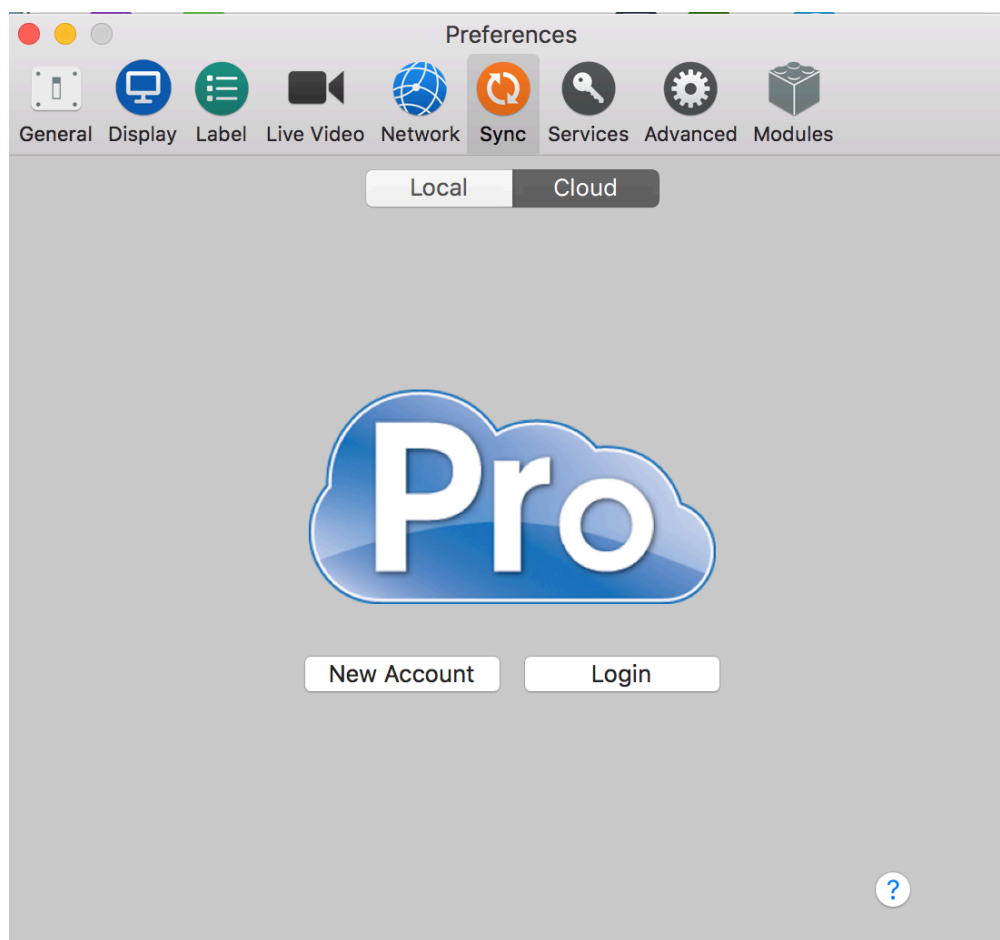 Preferences
General Display Label Live Video Network Sync Services Advanced Modules
Local Cloud
Pro
New Account Login
?